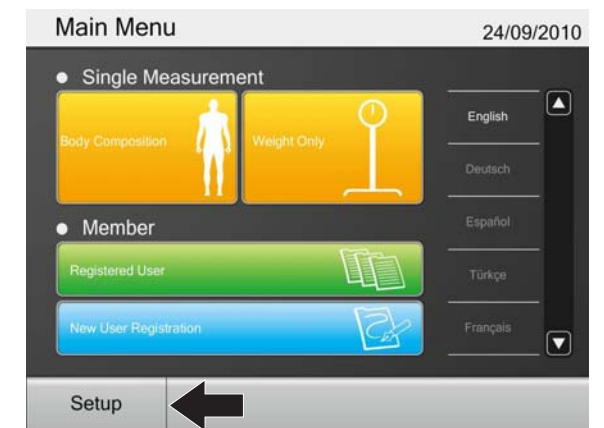 Main Menu
24/09/2010
Single Measurement
Body Composition
Weight Only
Member
Registered User
New User Registration
English
Deutsch
Español
Türkçe
Français
Setup